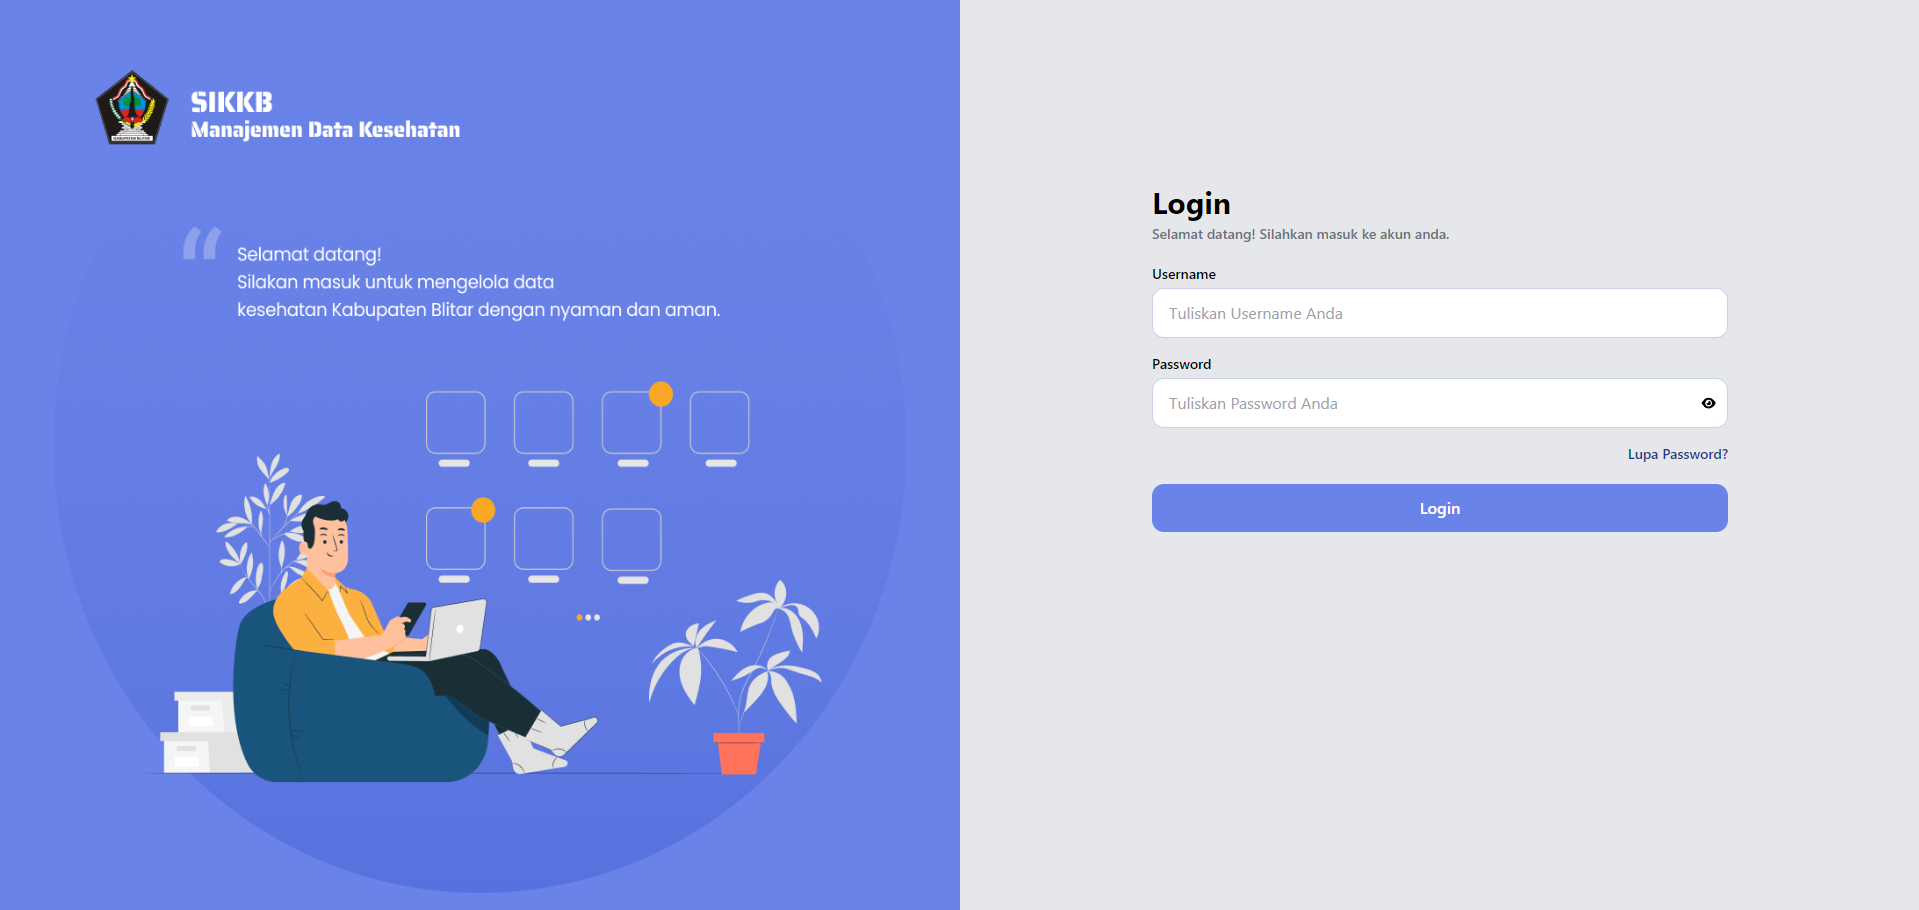 SIKKB
Manajemen Data Kesehatan
“
Selamat datang!
Silakan masuk untuk mengelola data
kesehatan Kabupaten Blitar dengan nyaman dan aman.
Login
Selamat datang! Silahkan masuk ke akun anda.
Username
Tuliskan Username Anda
Password
Tuliskan Password Anda
Lupa Password?
Login